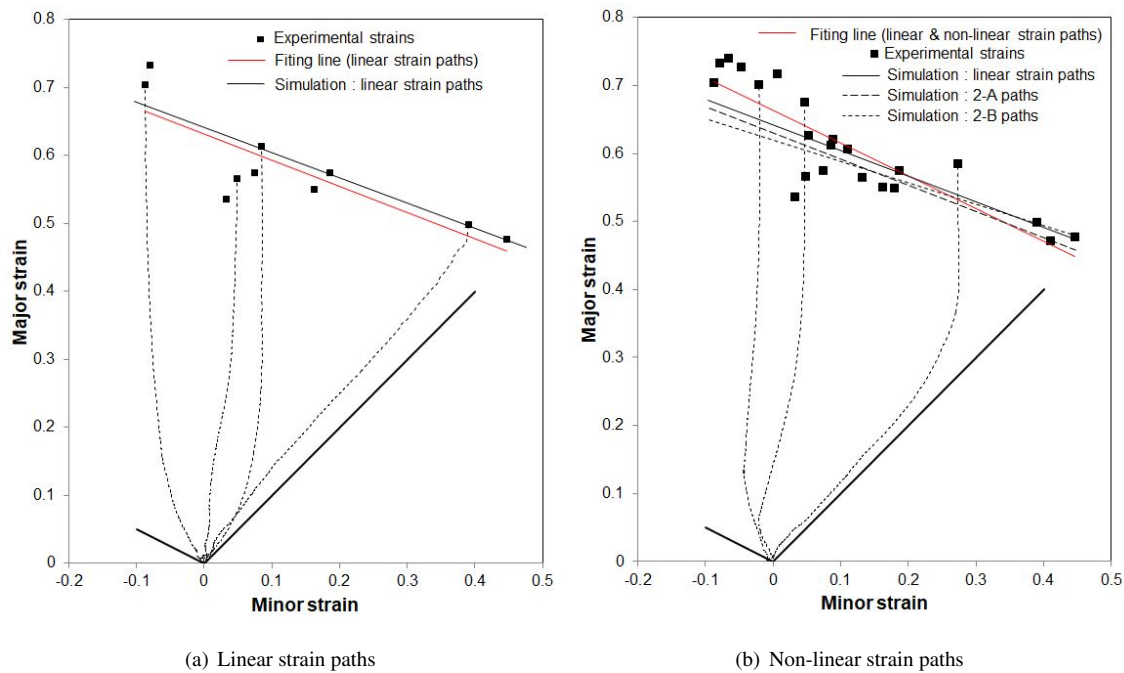 0.8
0.7
0.6
0.5
0.4
0.3
0.2
0.1
0
-0.2
-0.1
0
0.1
0.2
0.3
0.4
0.5
Major strain
Minor strain
Experimental strains
Fiting line (linear strain paths)
Simulation : linear strain paths
(a) Linear strain paths
0.8
0.7
0.6
0.5
0.4
0.3
0.2
0.1
0
-0.2
-0.1
0
0.1
0.2
0.3
0.4
0.5
Major strain
Minor strain
Fiting line (linear & non-linear strain paths)
Experimental strains
Simulation : linear strain paths
Simulation : 2-A paths
Simulation : 2-B paths
(b) Non-linear strain paths